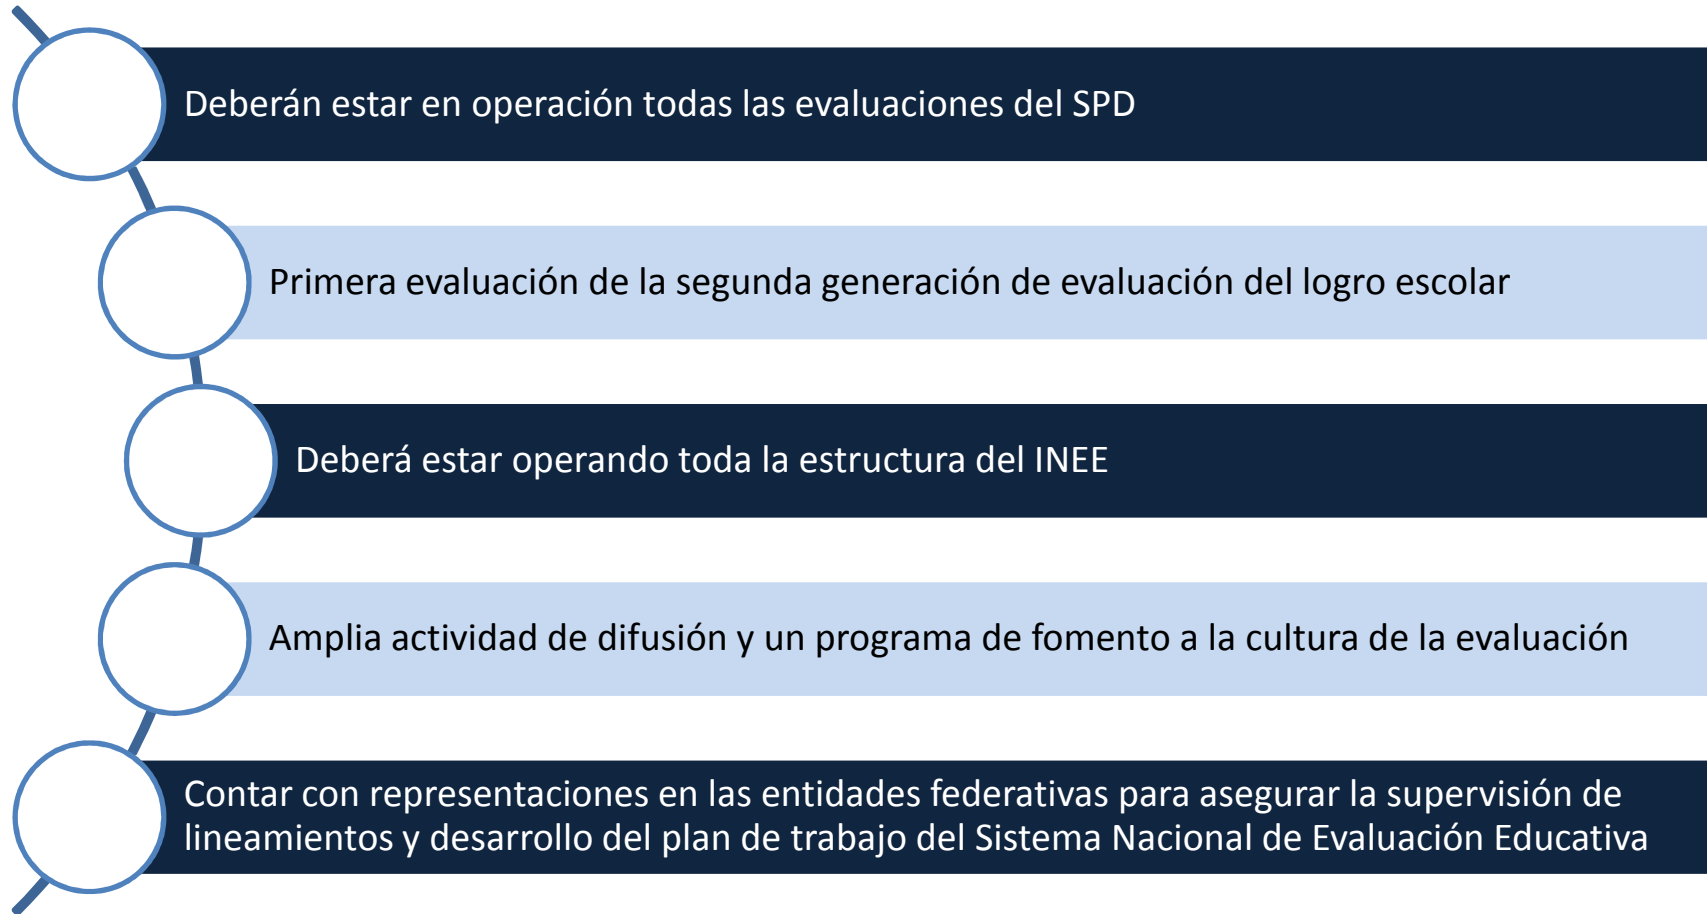 Deberán estar en operación todas las evaluaciones del SPD
Primera evaluación de la segunda generación de evaluación del logro escolar
Deberá estar operando toda la estructura del INEE
Amplia actividad de difusión y un programa de fomento a la cultura de la evaluación
Contar con representaciones en las entidades federativas para asegurar la supervisión de
lineamientos y desarrollo del plan de trabajo del Sistema Nacional de Evaluación Educativa